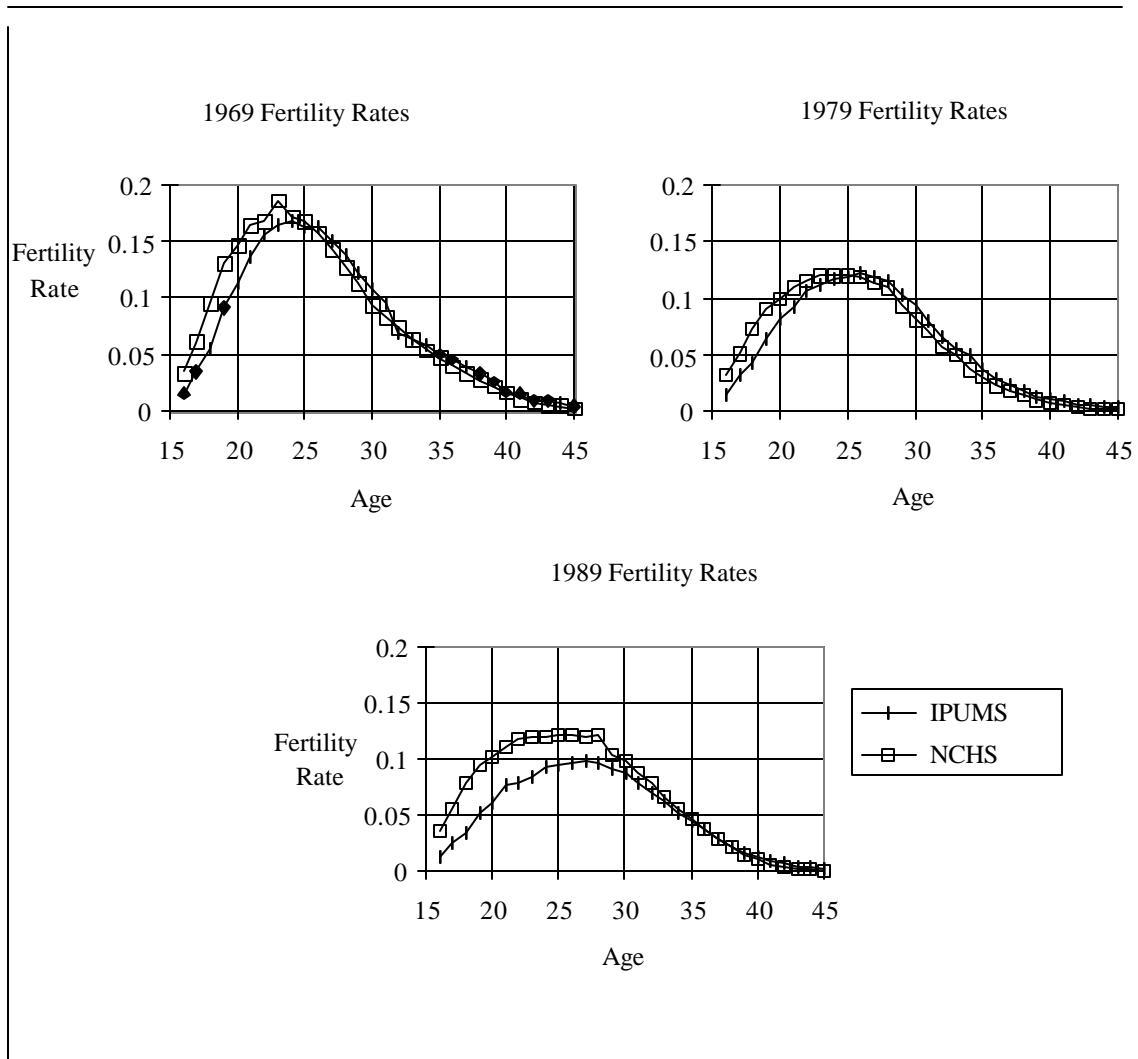 1969 Fertility Rates
0.2
0.15
0.1
0.05
0
Fertility
Rate
15 20 25 30 35 40 45
Age
1979 Fertility Rates
0.2
0.15
0.1
0.05
0
15 20 25 30 35 40 45
Age
1989 Fertility Rates
0.2
0.15
0.1
0.05
0
Fertility
Rate
15 20 25 30 35 40 45
Age
IPUMS
NCHS